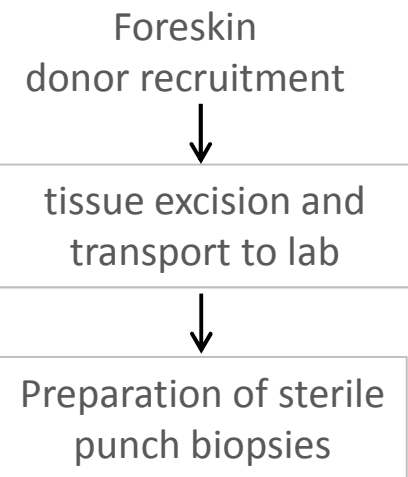 Foreskin
donor recruitment
tissue excision and
transport to lab
Preparation of sterile
punch biopsies